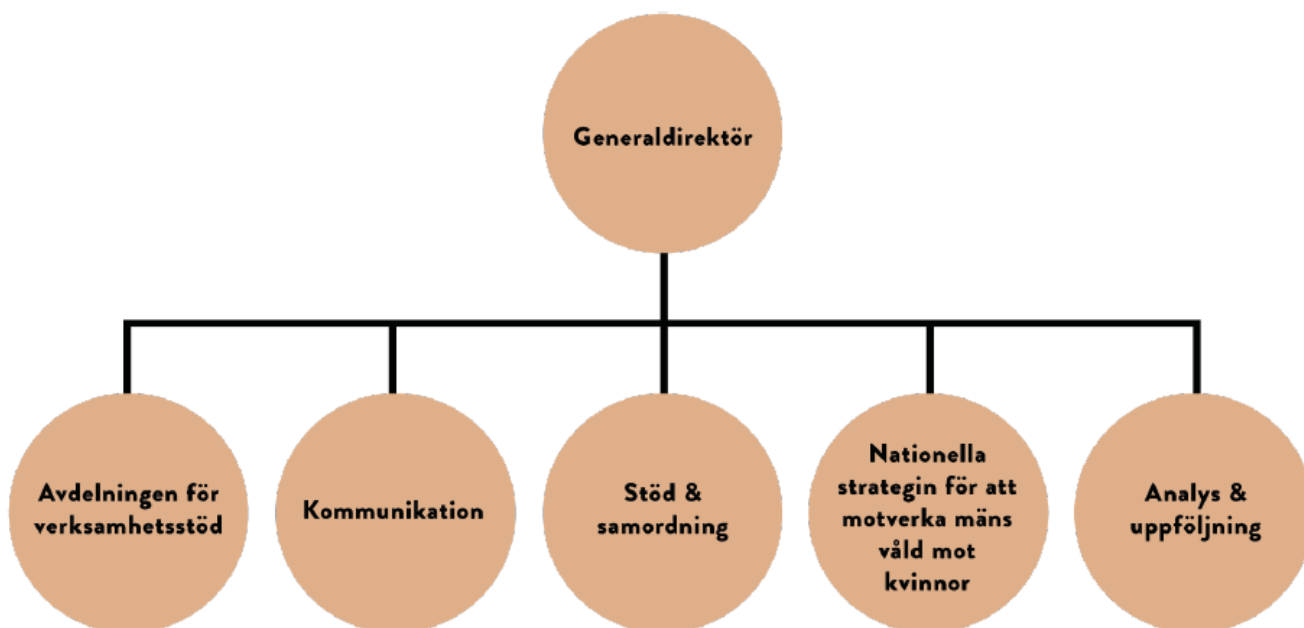 Generaldirektör
Avdelningen för
verksamhetsstöd
Kommunikation
Stöd &
samordning
Nationella
strategin för att
motverka mäns
våld mot
kvinnor
Analys &
uppföljning